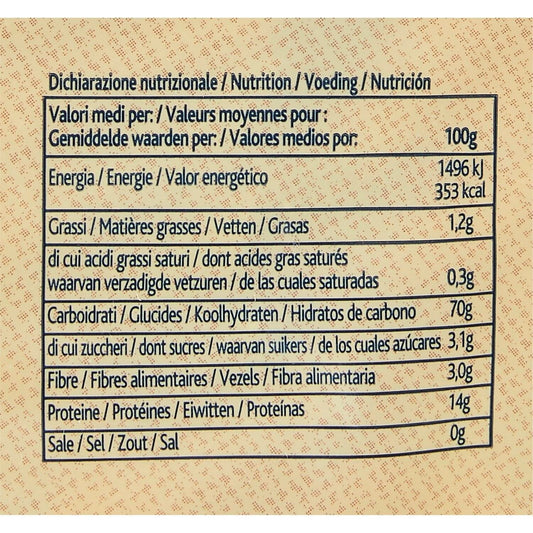 Dichiarazione nutrizionale / Nutrition / Voeding / Nutrición
Valori medi per: / Valeurs moyennes pour :
Gemiddelde waarden per: / Valores medios por: 100g
Energia / Energie / Valor energético 1496 kJ
353 kcal
Grassi / Matières grasses / Vetten / Grasas 1,2g
di cui acidi grassi saturi / dont acides gras saturés
waarvan verzadigde vetzuren / de las cuales saturadas 0,3g
Carboidrati / Glucides / Koolhydraten / Hidratos de carbono 70g
di cui zuccheri / dont sucres / waarvan suikers / de los cuales azúcares 3,1g
Fibre / Fibres alimentaires / Vezels / Fibra alimentaria 3,0g
Proteine / Protéines / Eiwitten / Proteínas 14g
Sale / Sel / Zout / Sal 0g